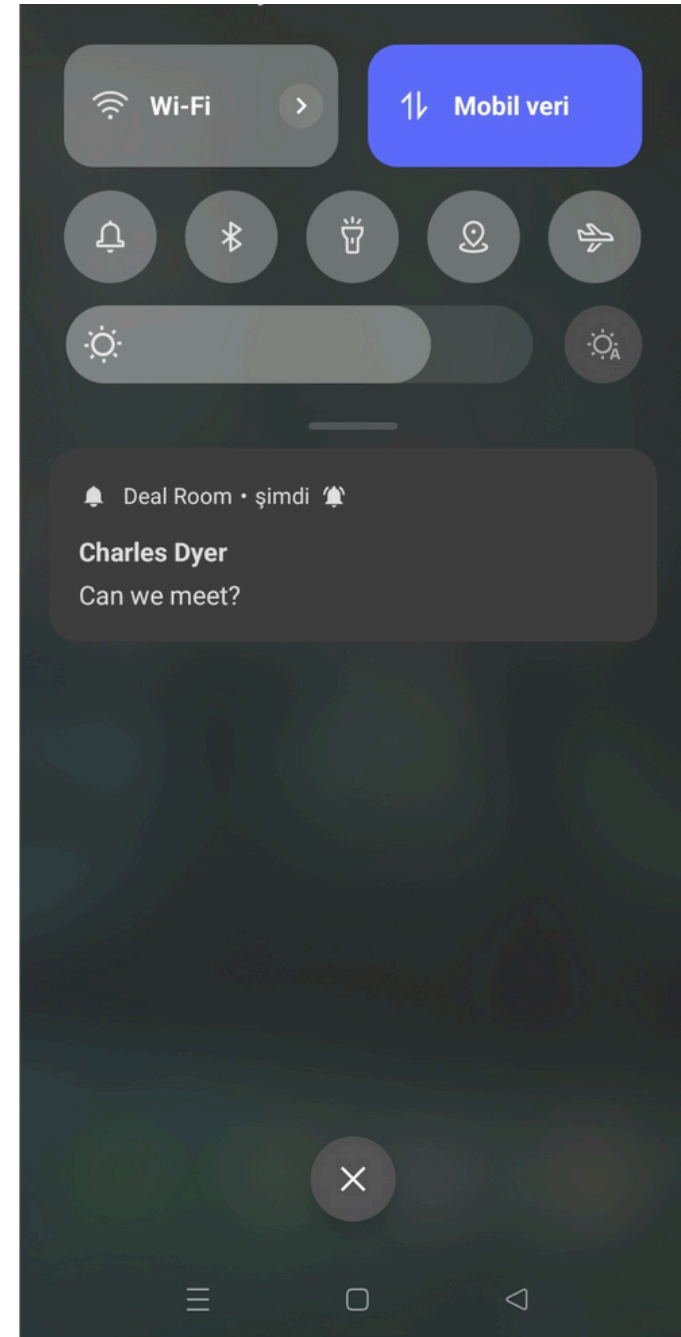 Wi-Fi
Mobil veri
A
Deal Room • şimdi
Charles Dyer
Can we meet?